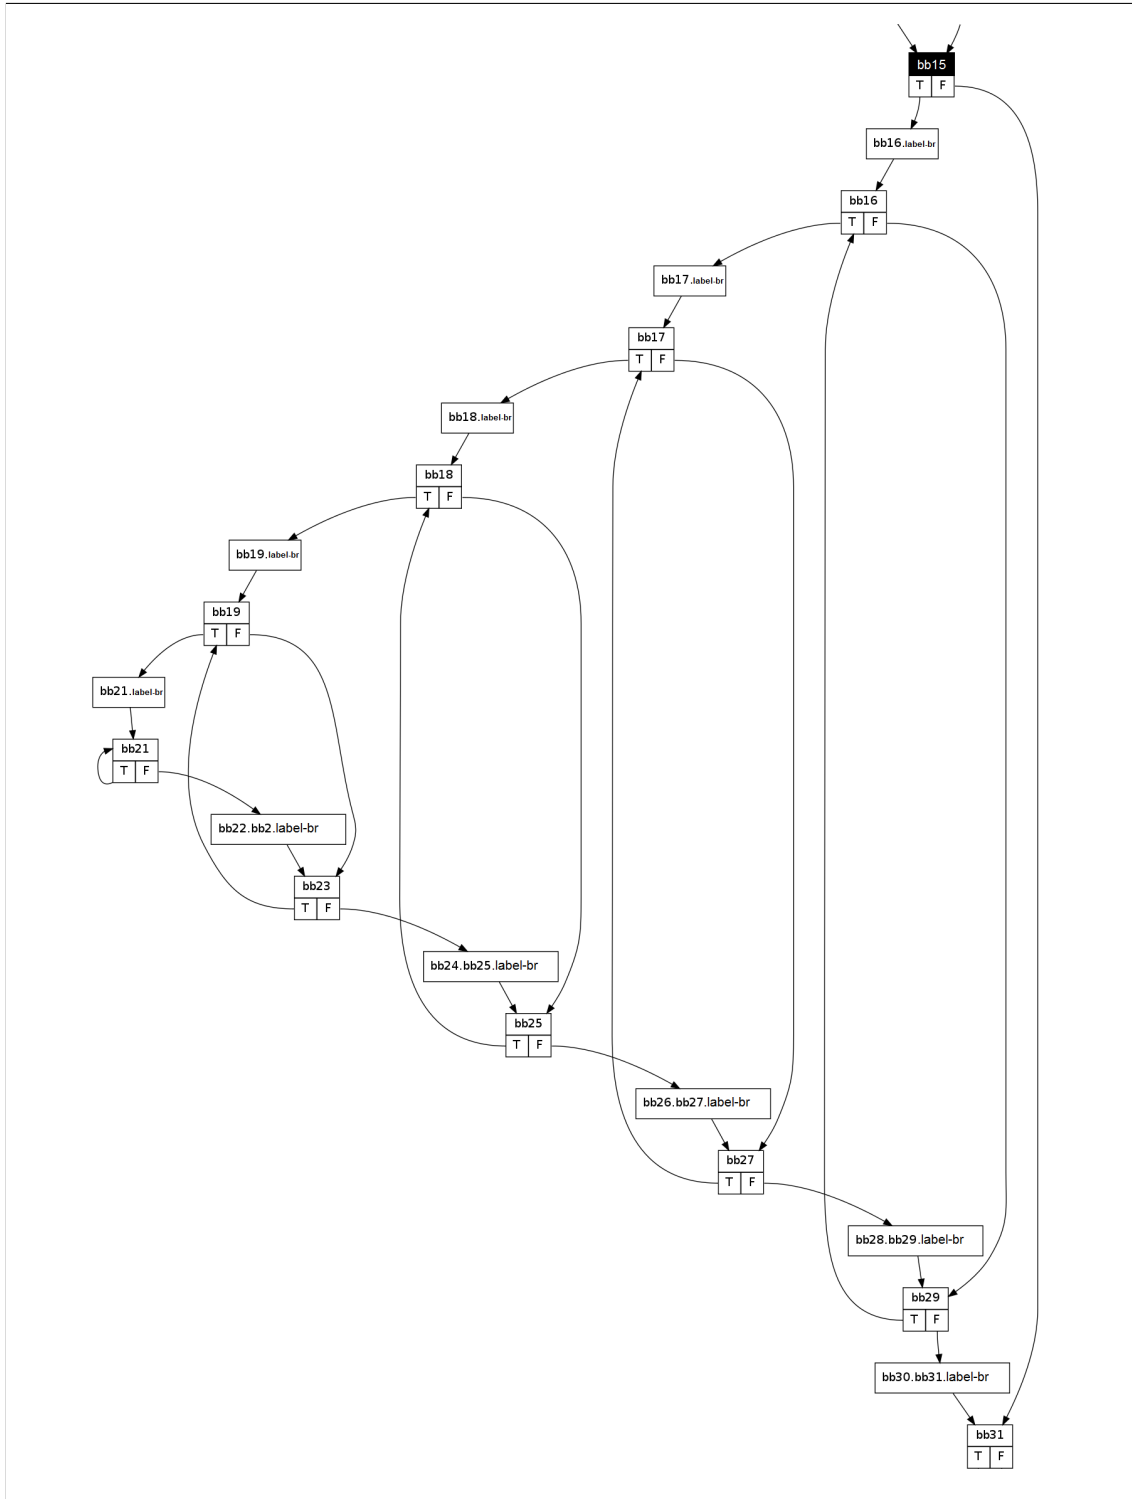 bb15
T F
bb16.label-br
bb16
T F
bb17.label-br
bb17
T F
bb18.label-br
bb18
T F
bb19.label-br
bb19
T F
bb21.label-br
bb21
T F
bb22.bb2.label-br
bb23
T F
bb24.bb25.label-br
bb25
T F
bb26.bb27.label-br
bb27
T F
bb28.bb29.label-br
bb29
T F
bb30.bb31.label-br
bb31
T F